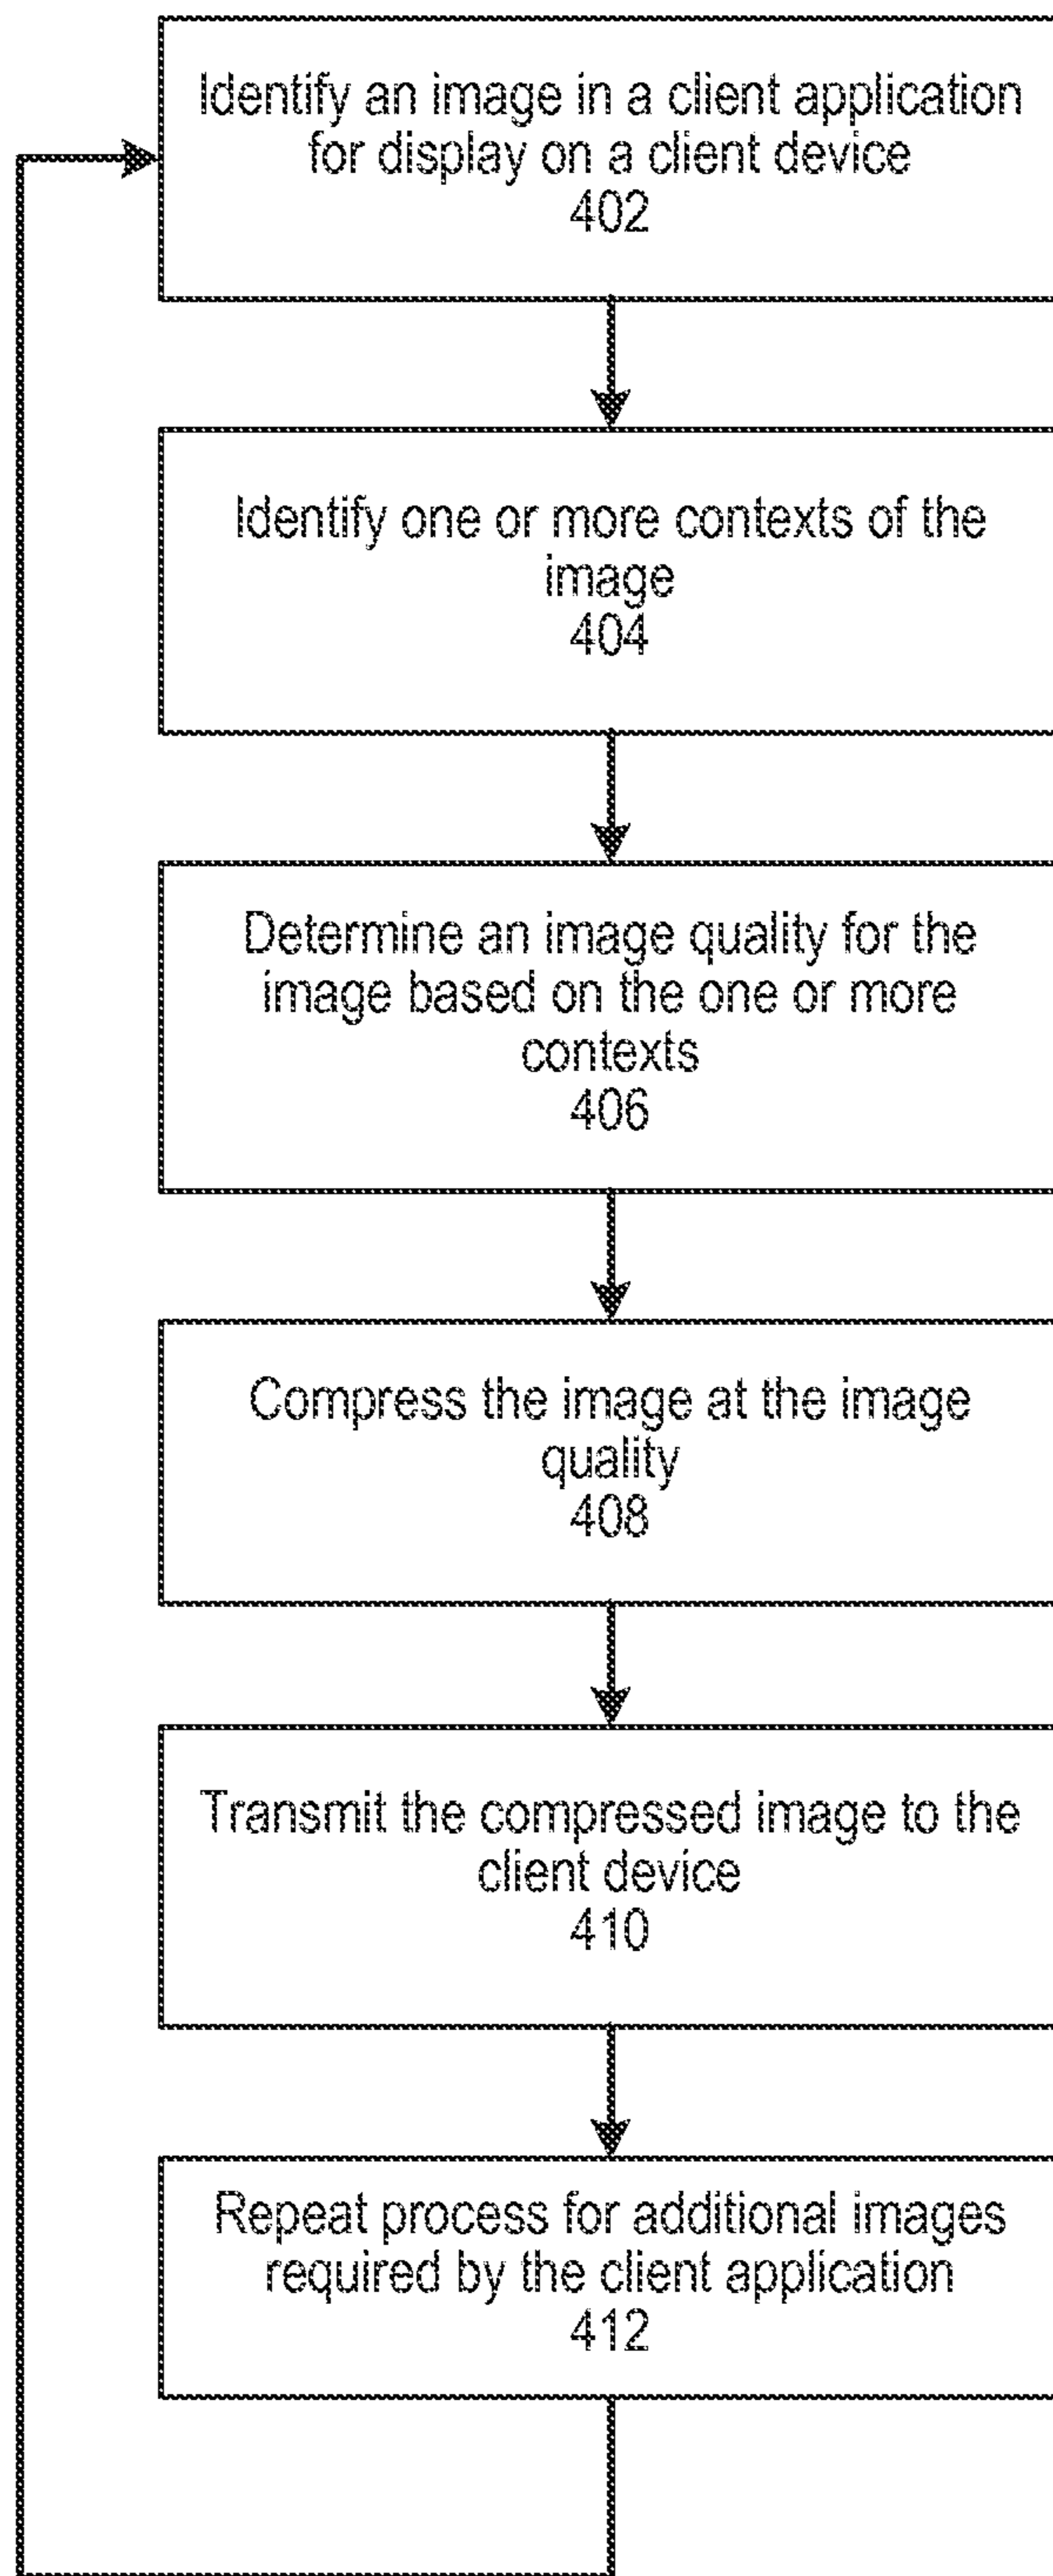 Identify an image in a client application
for display on a client device
402
Identify one or more contexts of the
image
404
Determine an image quality for the
image based on the one or more
contexts
406
Compress the image at the image
quality
408
Transmit the compressed image to the
client device
410
Repeat process for additional images
required by the client application
412